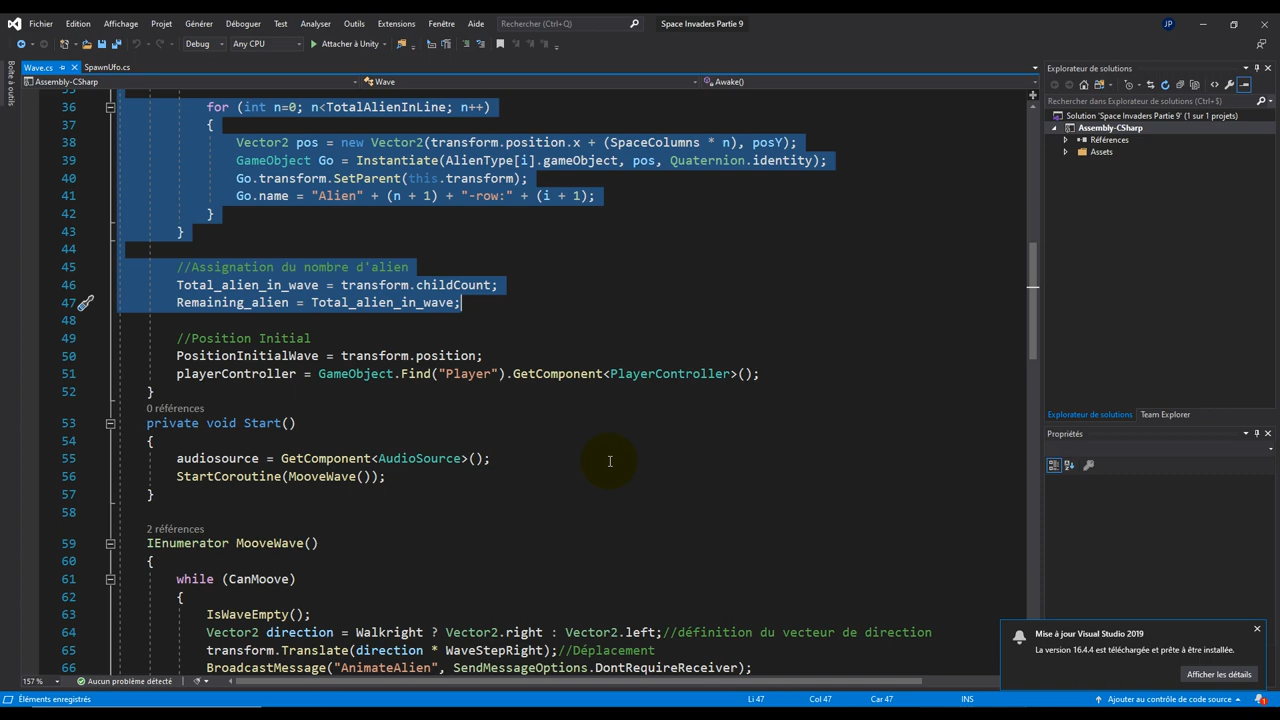 Fichier Edition Affichage Projet Générer Déboguer Test Analyser Outils Extensions Fenêtre Aide Rechercher (Ctrl+Q) Space Invaders Partie 9 JP
Debug Any CPU Attacher à Unity
Boîte à outils
Wave.cs SpawnUfo.cs
Assembly-CSharp Wave Awake()
35
36 for (int n=0; n<TotalAlienInLine; n++)
37 {
38 Vector2 pos = new Vector2(transform.position.x + (SpaceColumns * n), posY);
39 GameObject Go = Instantiate(AlienType[i].gameObject, pos, Quaternion.identity);
40 Go.transform.SetParent(this.transform);
41 Go.name = "Alien" + (n + 1) + "-row:" + (i + 1);
42 }
43 }
44
45 //Assignation du nombre d'alien
46 Total_alien_in_wave = transform.childCount;
47 Remaining_alien = Total_alien_in_wave;
48
49 //Position Initial
50 PositionInitialWave = transform.position;
51 playerController = GameObject.Find("Player").GetComponent<PlayerController>();
52 }
0 références
53 private void Start()
54 {
55 audiosource = GetComponent<AudioSource>();
56 StartCoroutine(MooveWave());
57 }
58
2 références
59 IEnumerator MooveWave()
60 {
61 while (CanMoove)
62 {
63 IsWaveEmpty();
64 Vector2 direction = Walkright ? Vector2.right : Vector2.left;//définition du vecteur de direction
65 transform.Translate(direction * WaveStepRight);//Déplacement
66 BroadcastMessage("AnimateAlien", SendMessageOptions.DontRequireReceiver);
157 % Aucun problème détecté
Explorateur de solutions
Rechercher dans Explorateur de solutions (Ctrl+$)
Solution 'Space Invaders Partie 9' (1 sur 1 projets)
Assembly-CSharp
Références
Assets
Explorateur de solutions Team Explorer
Propriétés
Mise à jour Visual Studio 2019
La version 16.4.4 est téléchargée et prête à être installée.
Afficher les détails
Éléments enregistrés Li 47 Col 47 Car 47 INS Ajouter au contrôle de code source 1